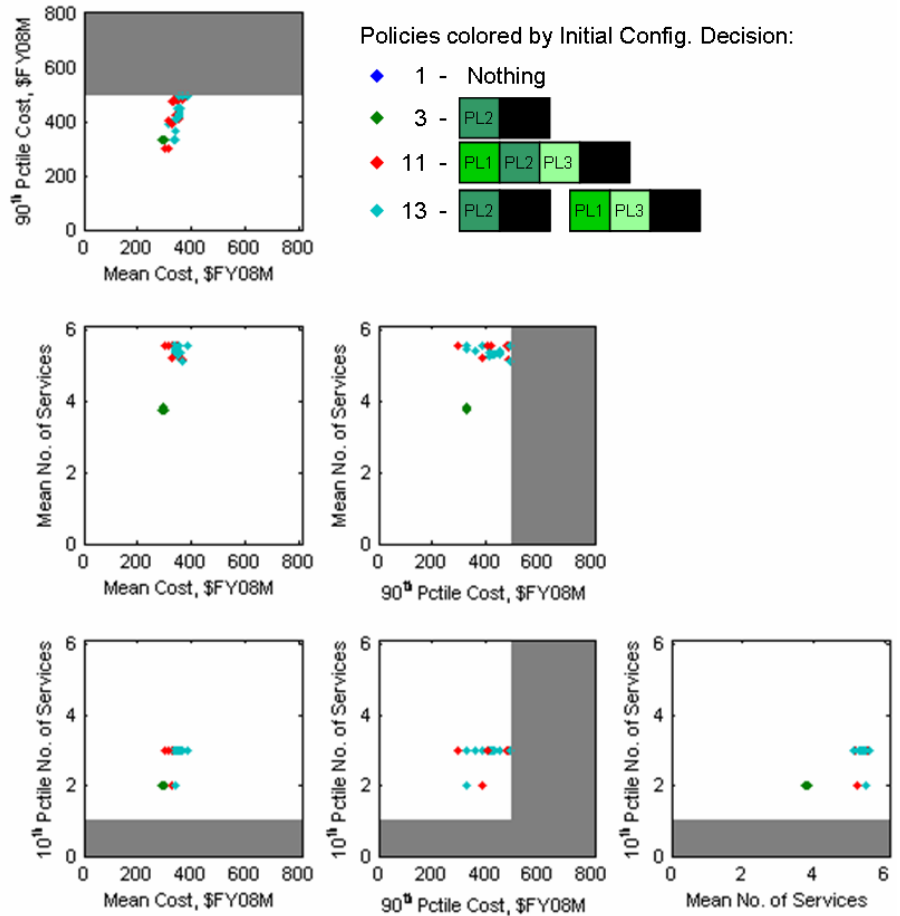 Policies colored by Initial Config. Decision:
1 - Nothing
3 - PL2
11 - PL1 PL2 PL3
13 - PL2 PL1 PL3
90th Pctile Cost, $FY08M
800
600
400
200
0
0 200 400 600 800
Mean Cost, $FY08M
Mean No. of Services
6
4
2
0
0 200 400 600 800
Mean Cost, $FY08M
Mean No. of Services
6
4
2
0
0 200 400 600 800
90th Pctile Cost, $FY08M
10th Pctile No. of Services
6
4
2
0
0 200 400 600 800
Mean Cost, $FY08M
10th Pctile No. of Services
6
4
2
0
0 200 400 600 800
90th Pctile Cost, $FY08M
10th Pctile No. of Services
6
4
2
0
0 2 4 6
Mean No. of Services